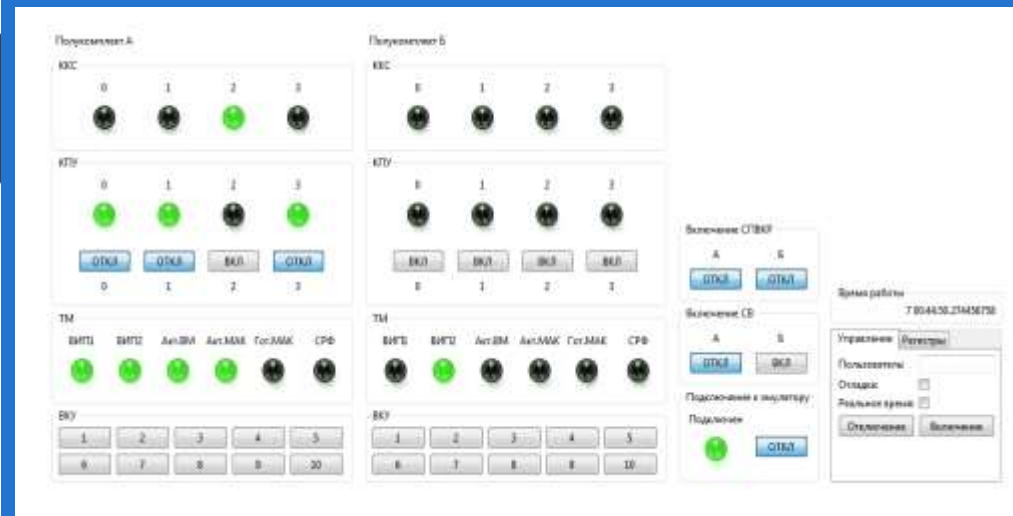 Полукомплект А
ККС
0 1 2 3
КПУ
0 1 2 3
ОТКЛ ОТКЛ ВКЛ ОТКЛ
0 1 2 3
ТМ
ВИП1 ВИП2 Акт.ВМ Акт.МАК Гот.МАК СРФ
ВКУ
1 2 3 4 5
6 7 8 9 10
Полукомплект Б
ККС
0 1 2 3
КПУ
0 1 2 3
ВКЛ ВКЛ ВКЛ ВКЛ
0 1 2 3
ТМ
ВИП1 ВИП2 Акт.ВМ Акт.МАК Гот.МАК СРФ
ВКУ
1 2 3 4 5
6 7 8 9 10
Включение
А Б
ОТКЛ ОТКЛ
Включение СВ
А Б
ОТКЛ ВКЛ
Подключение к эмулятору
Подключен
ОТКЛ
Время работы
Управление Регистры
Пользователь
Отладка:
Реальное время:
Отключение Включение